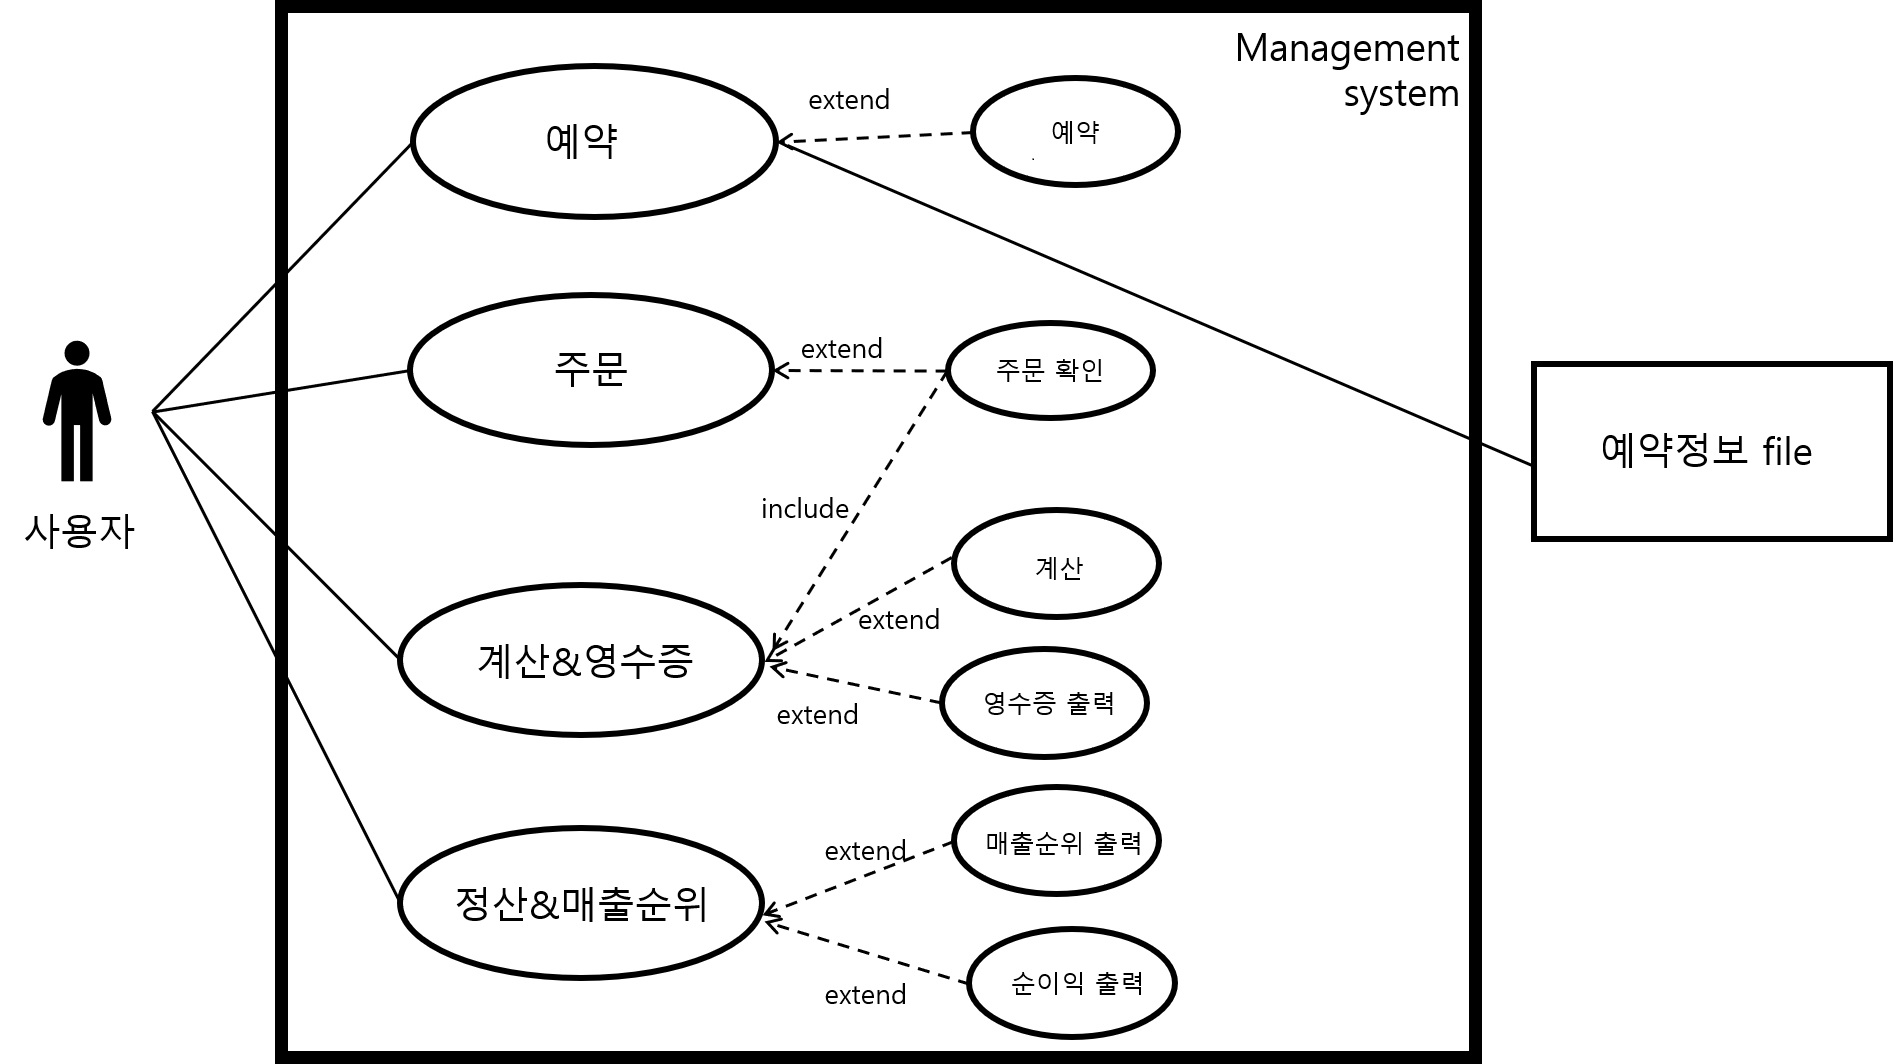 Management
system
예약
extend
예약
주문
extend
주문 확인
사용자
include
계산
extend
계산&영수증
영수증 출력
extend
정산&매출순위
extend
매출순위 출력
순이익 출력
extend
예약정보 file